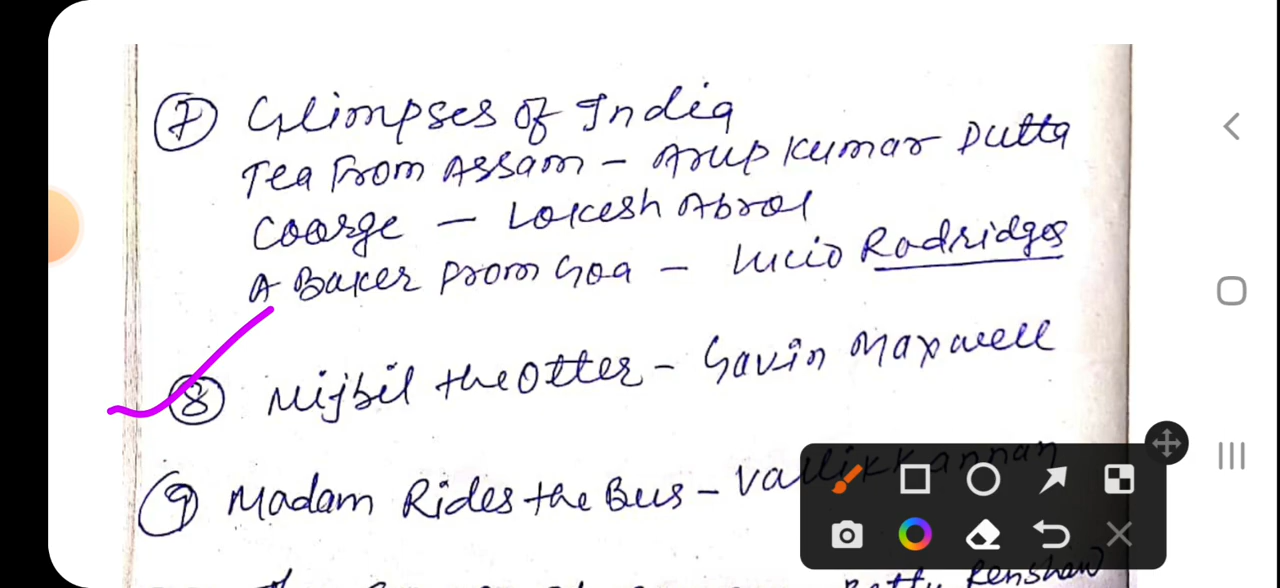 ⑦ Glimpses of India
Tea From Assam - Arup Kumar Dutta
Coorge - Lokesh Abrol
A Baker From Goa - Lucio Rodridges
⑧ Mijbil the Otter - Gavin Maxwell
⑨ Madam Rides the Bus - Vallikkannan
Renshaw